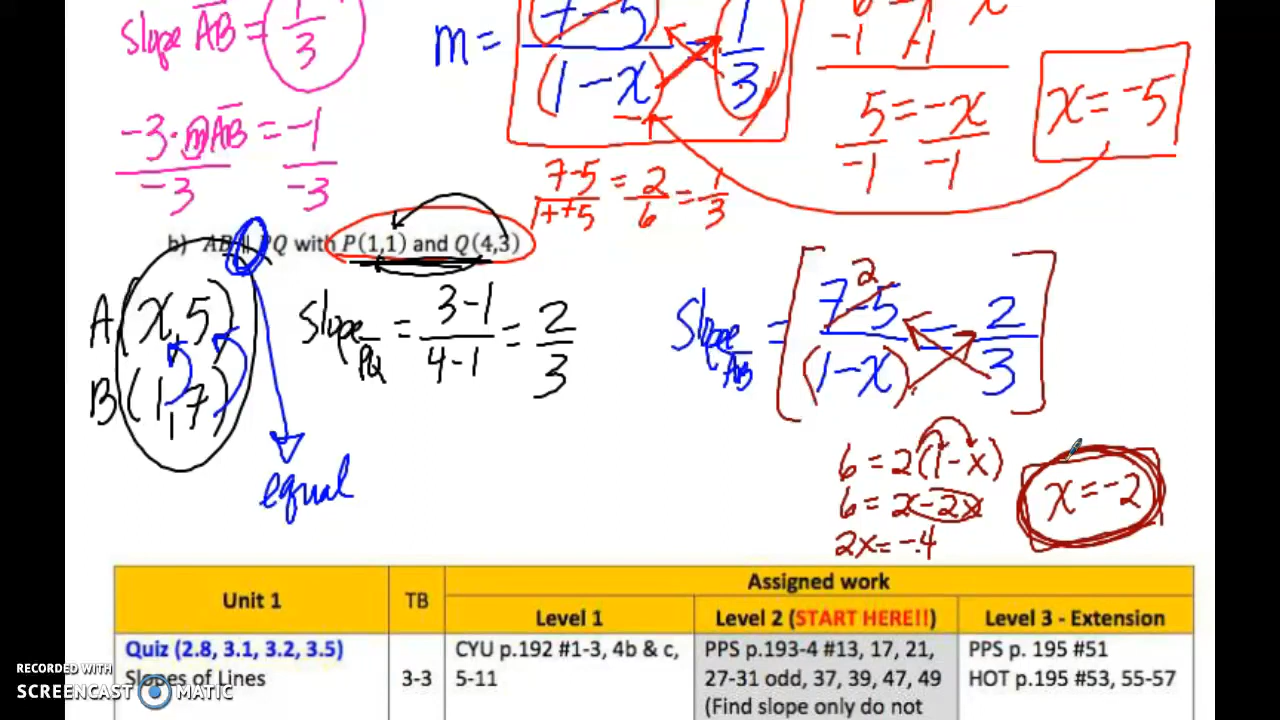 slope AB = 1/3
m = 7-5/(1-x) = 1/3
-1 -1
5/-1 = -x/-1
x = -5
-3·mAB/-3 = -1/-3
7-5/1++5 = 2/6 = 1/3
b) AB || PQ with P(1,1) and Q(4,3)
A(x,5)
B(1,7)
Slope PQ = 3-1/4-1 = 2/3
Slope AB = 7-5/(1-x) = 2/3
2
equal
6 = 2(1-x)
6 = 2-2x
2x = -4
x = -2
Unit 1 TB Assigned work
Level 1 Level 2 (START HERE!!) Level 3 - Extension
Quiz (2.8, 3.1, 3.2, 3.5) CYU p.192 #1-3, 4b & c, PPS p.193-4 #13, 17, 21, PPS p. 195 #51
Slopes of Lines 3-3 5-11 27-31 odd, 37, 39, 47, 49 HOT p.195 #53, 55-57
(Find slope only do not
RECORDED WITH
SCREENCAST MATIC